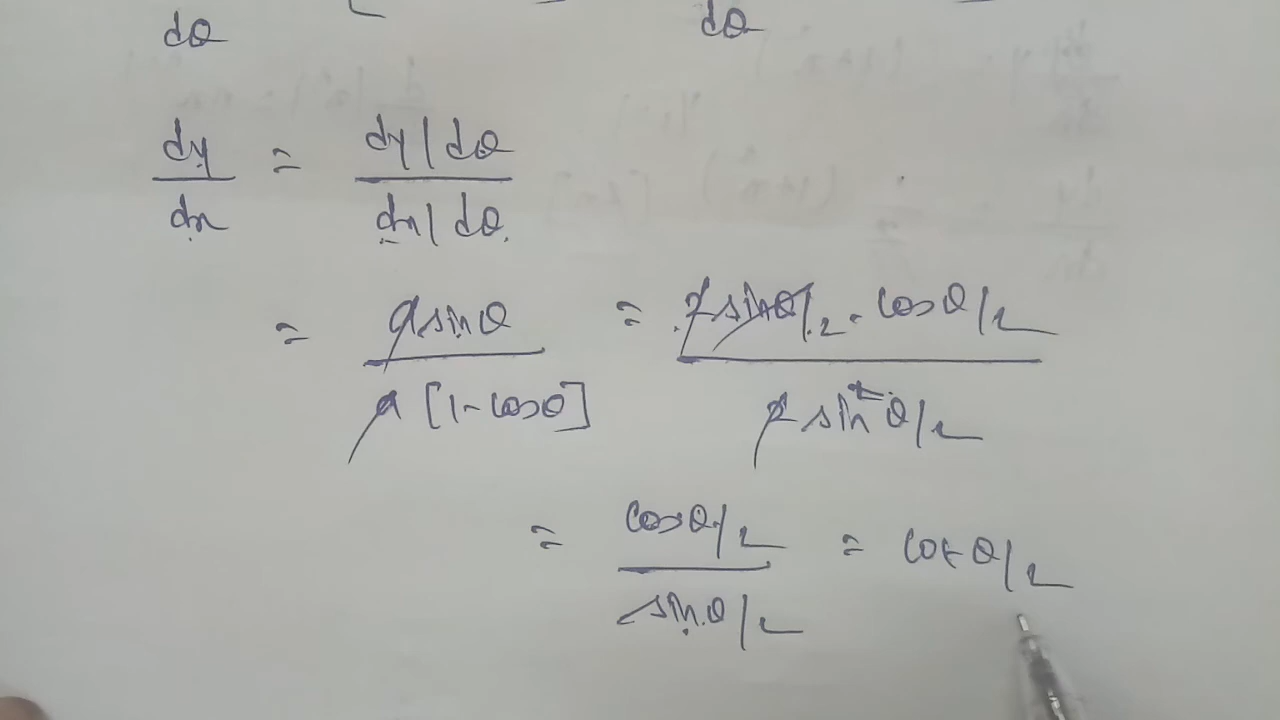 dθ dθ
dy/dx = dy/dθ / dx/dθ
= a sinθ / a [1 - cosθ] = 2 sinθ/2 . cosθ/2 / 2 sin²θ/2
= cosθ/2 / sinθ/2 = cot θ/2